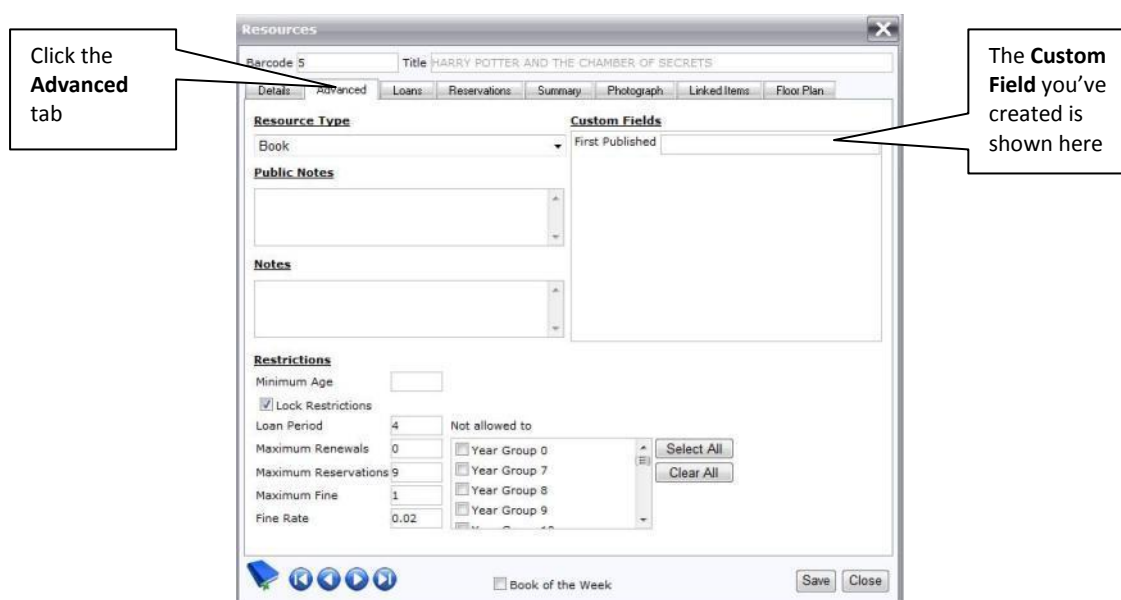 Resources
Click the
Advanced
tab
Barcode 5 Title HARRY POTTER AND THE CHAMBER OF SECRETS
The Custom
Field you've
created is
shown here
Details Advanced Loans Reservations Summary Photograph Linked Items Floor Plan
Resource Type
Book
Custom Fields
First Published
Public Notes
Notes
Restrictions
Minimum Age
Lock Restrictions
Loan Period 4
Maximum Renewals 0
Maximum Reservations 9
Maximum Fine 1
Fine Rate 0.02
Not allowed to
Year Group 0
Year Group 7
Year Group 8
Year Group 9
Select All
Clear All
Book of the Week
Save Close